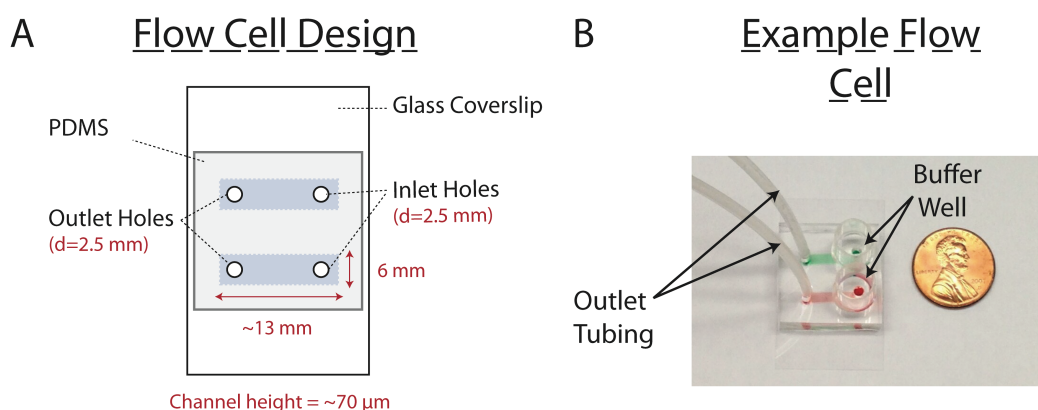 A
Flow Cell Design
Glass Coverslip
PDMS
Inlet Holes
(d=2.5 mm)
Outlet Holes
(d=2.5 mm)
6 mm
~13 mm
Channel height = ~70 μm
B
Example Flow
Cell
Buffer
Well
Outlet
Tubing